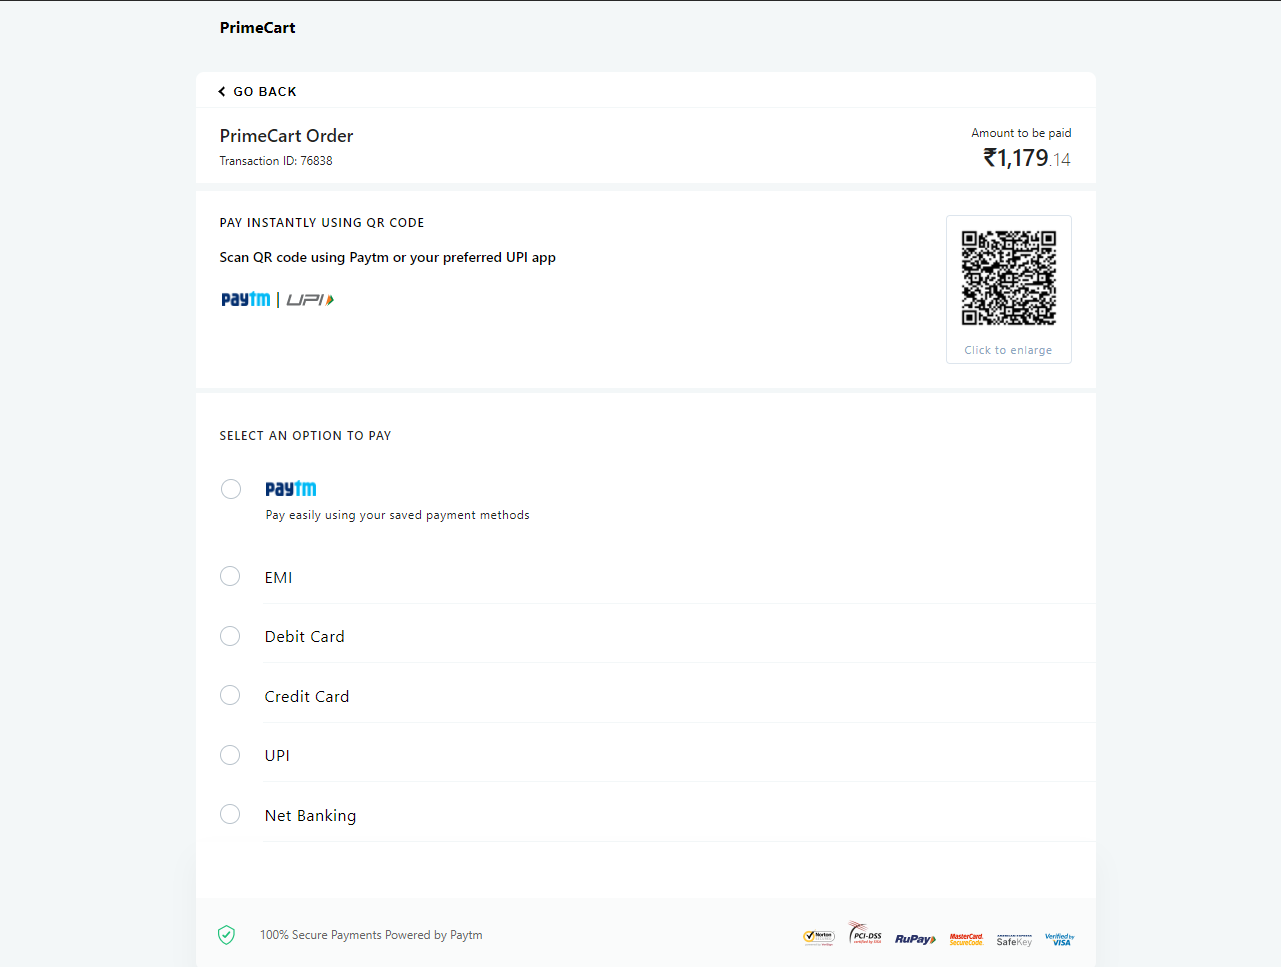 PrimeCart
GO BACK
PrimeCart Order
Transaction ID: 76838
Amount to be paid
₹1,179.14
PAY INSTANTLY USING QR CODE
Scan QR code using Paytm or your preferred UPI app
paytm | UPI
Click to enlarge
SELECT AN OPTION TO PAY
paytm
Pay easily using your saved payment methods
EMI
Debit Card
Credit Card
UPI
Net Banking
100% Secure Payments Powered by Paytm
Norton
PCI-DSS
RuPay
MasterCard.
SecureCode.
AMERICAN EXPRESS
SafeKey
Verified by
VISA